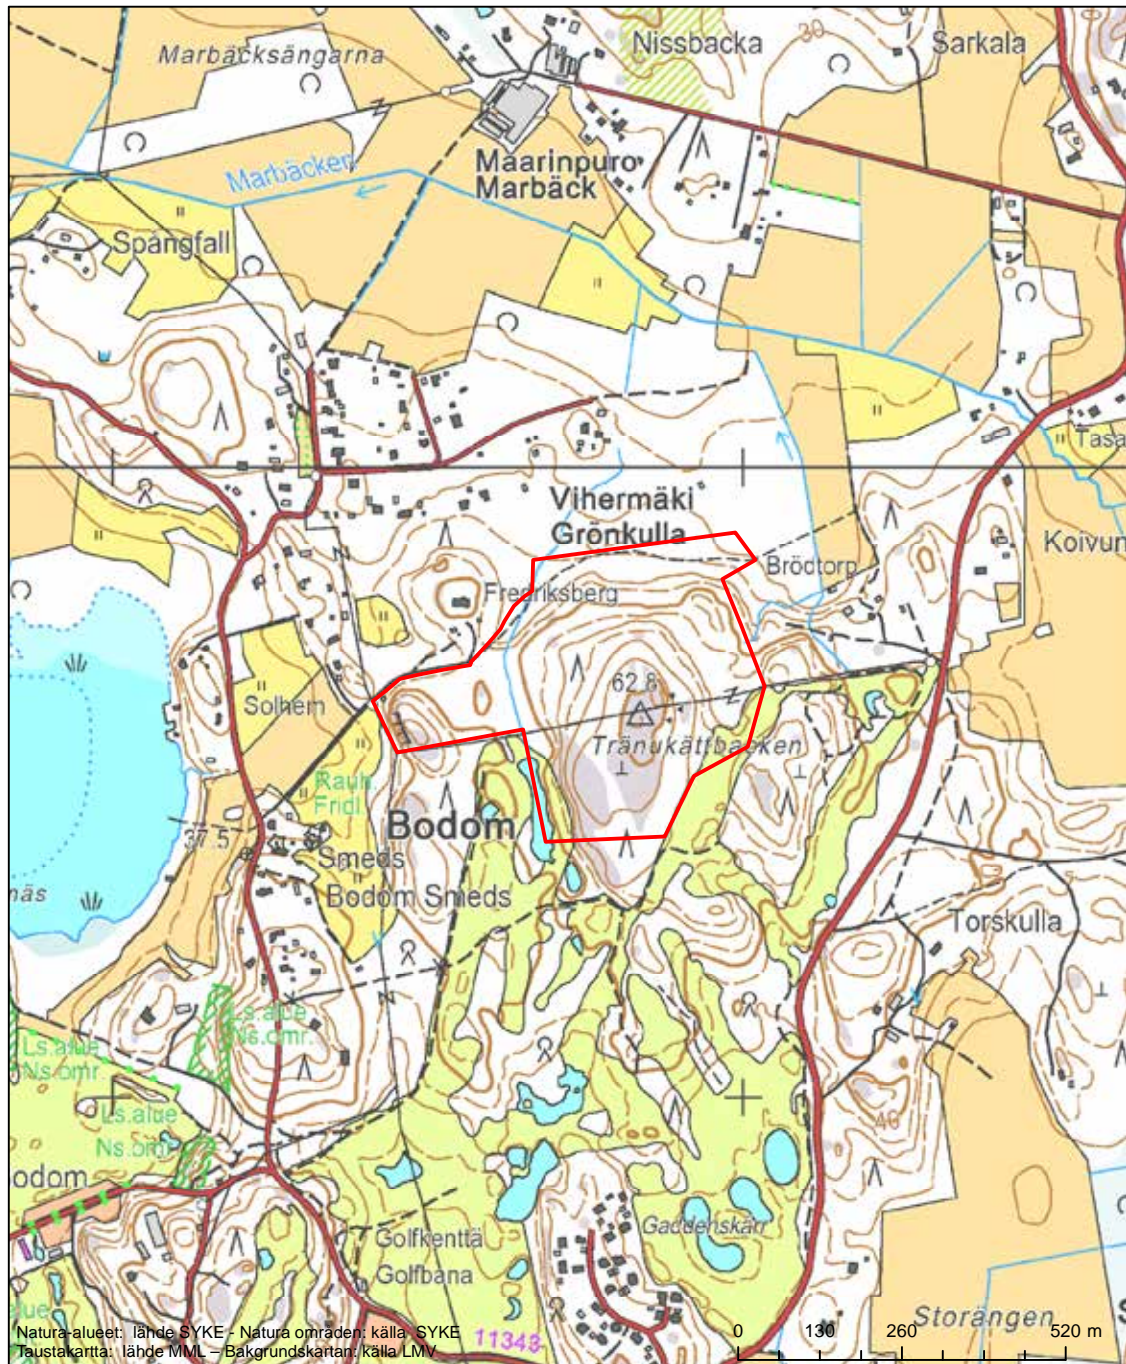 Marbäcksängarna
Nissbacka
30
Sarkala
Maarinpuro
Marbäck
Marbäcken
Spångfall
Tasa
Vihermäki
Grönkulla
Koivun
Brödtorp
Fredriksberg
62.8
Solhem
Tränukättbacken
Rauh.
Fridl.
Bodom
37.5
Smeds
Bodom Smeds
näs
Torskulla
Ls.alue
Ns.omr.
Ls.alue
Ns.omr.
Ls.alue
Ns.omr.
40
odom
Gäddenskärr
Golfkenttä
Golfbana
Storängen
11343
Natura-alueet: lähde SYKE - Natura områden: källa SYKE
Taustakartta: lähde MML – Bakgrundskartan: källa LMV
0 130 260 520 m